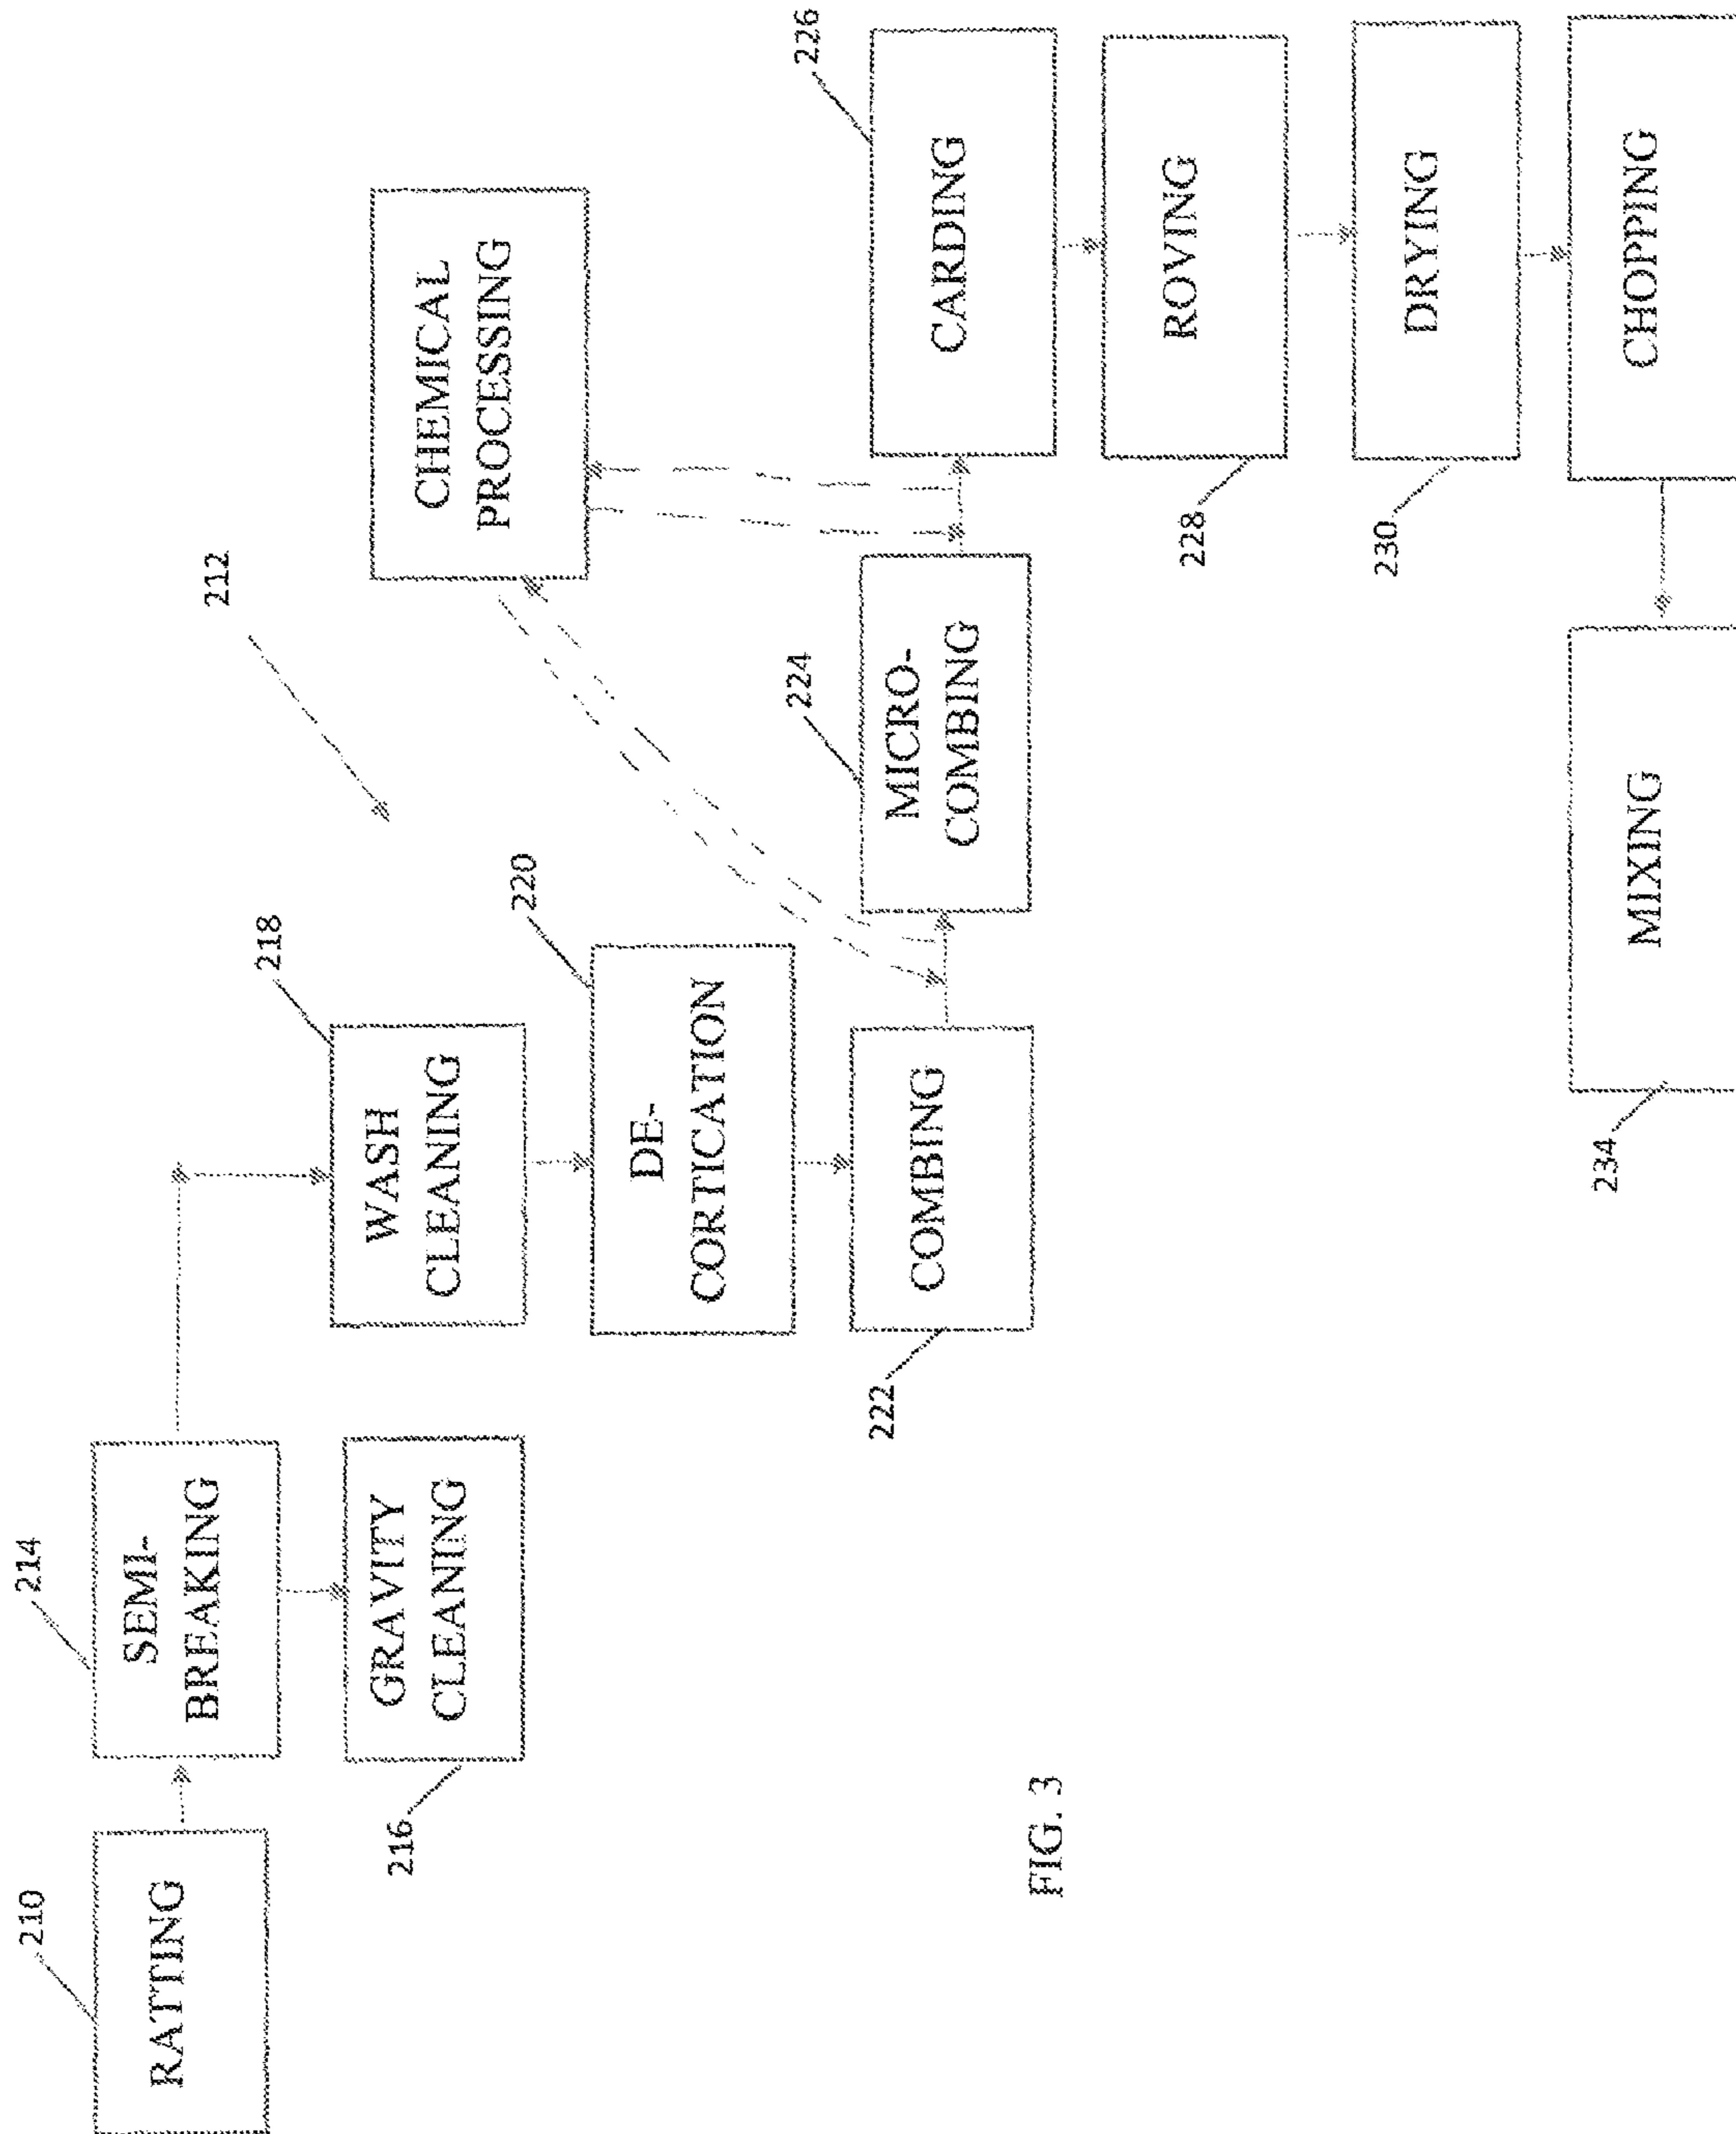 210
RATTING
214
SEMI-
BREAKING
216
GRAVITY
CLEANING
212
218
WASH
CLEANING
220
DE-
CORTICATION
222
COMBING
CHEMICAL
PROCESSING
224
MICRO-
COMBING
226
CARDING
228
ROVING
230
DRYING
CHOPPING
234
MIXING
FIG. 3